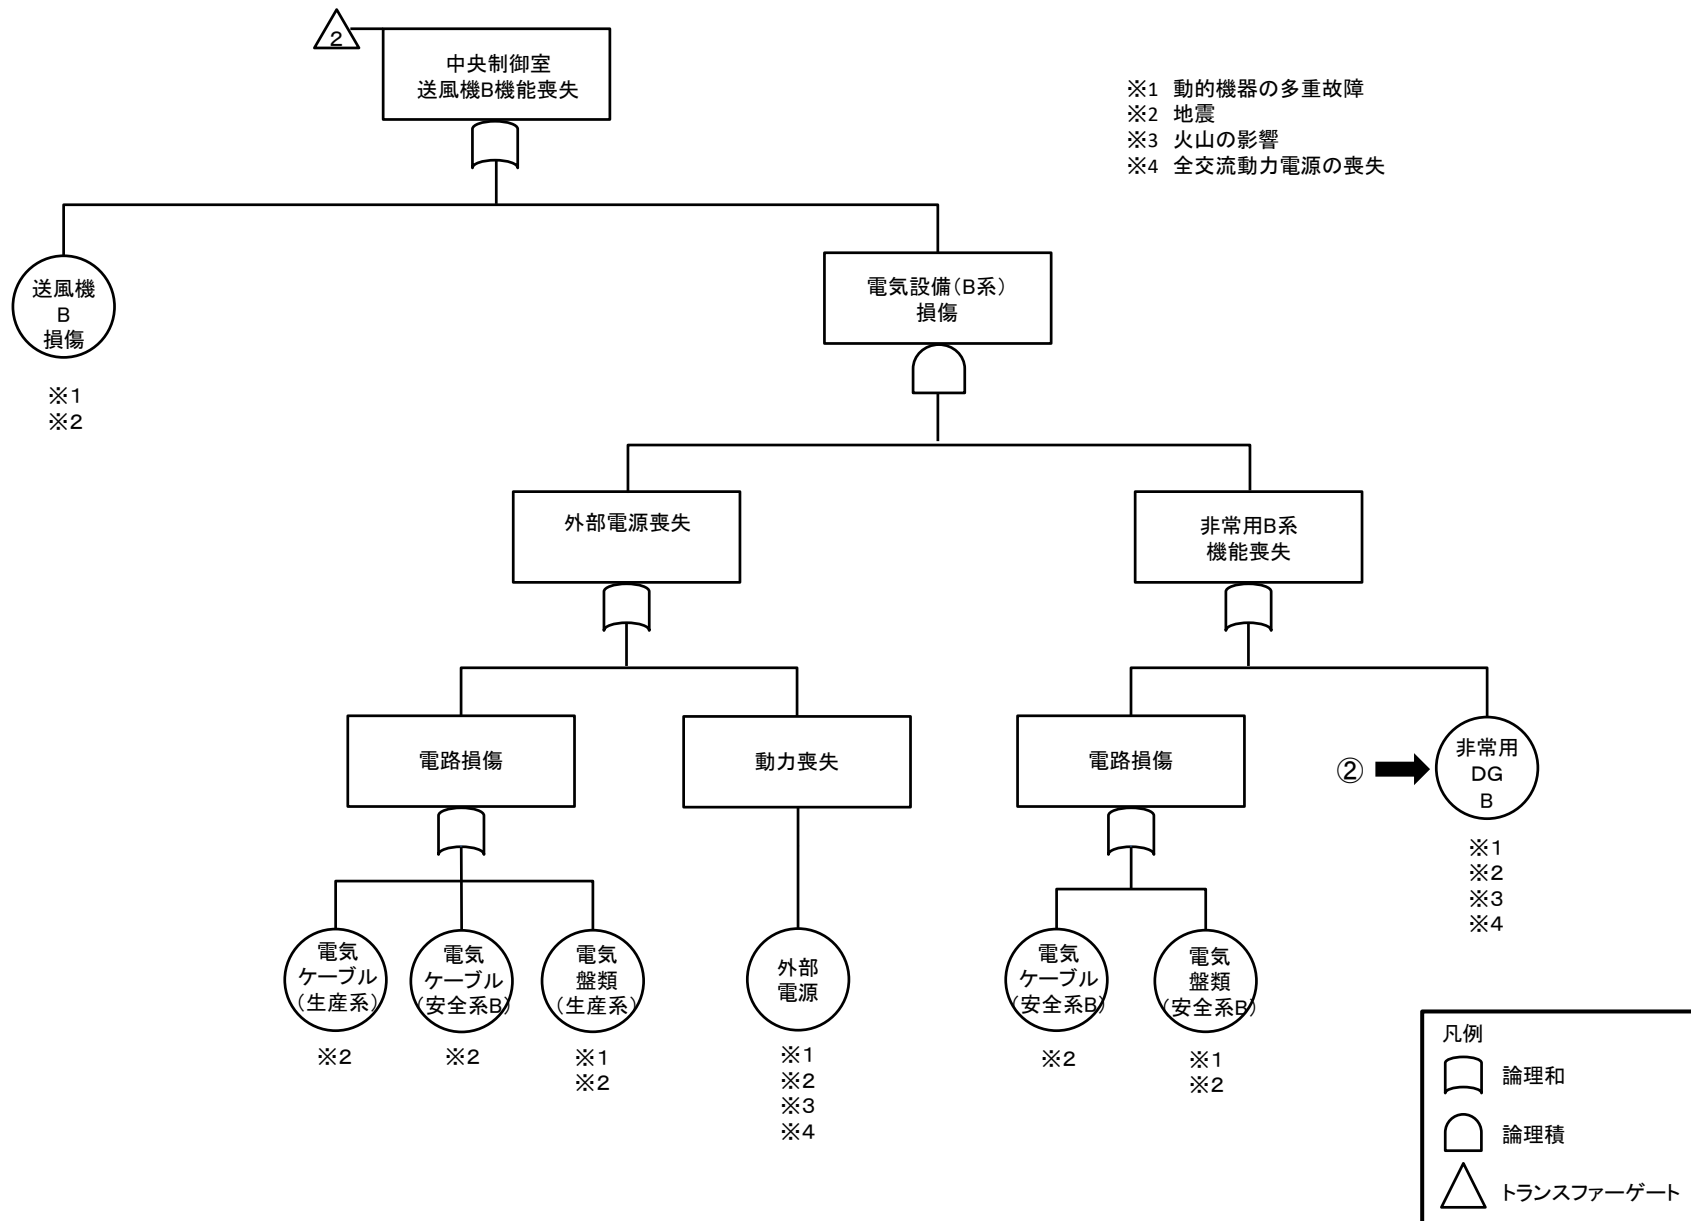 2
中央制御室
送風機B機能喪失
※1 動的機器の多重故障
※2 地震
※3 火山の影響
※4 全交流動力電源の喪失
送風機
B
損傷
※1
※2
電気設備(B系)
損傷
外部電源喪失
非常用B系
機能喪失
電路損傷
動力喪失
電路損傷
②
非常用
DG
B
※1
※2
※3
※4
電気
ケーブル
(生産系)
※2
電気
ケーブル
(安全系B)
※2
電気
盤類
(生産系)
※1
※2
外部
電源
※1
※2
※3
※4
電気
ケーブル
(安全系B)
※2
電気
盤類
(安全系B)
※1
※2
凡例
論理和
論理積
トランスファーゲート